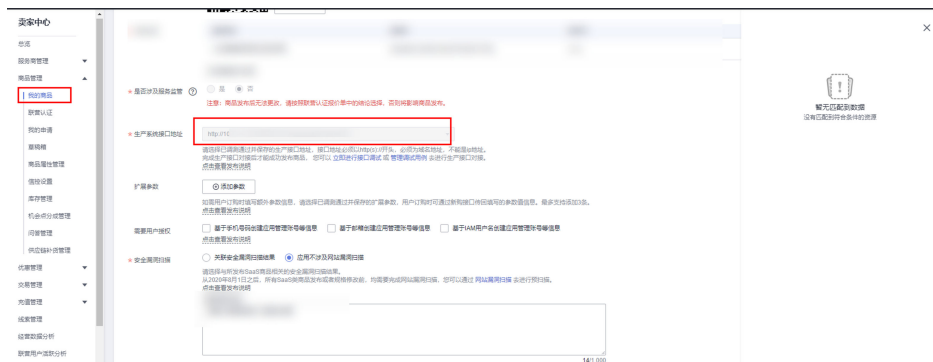 卖家中心
总览
服务商管理
商品管理
我的商品
联营认证
我的申请
草稿箱
商品属性管理
信控设置
库存管理
机会点分成管理
问答管理
供应链补货管理
优惠管理
交易管理
充值管理
线索管理
经营数据分析
联营用户活跃分析
* 是否涉及服务监管 ? 是 否
注意：商品发布后无法更改，请按照联营认证报价单中的结论选择，否则将影响商品发布。
* 生产系统接口地址 http://10
请选择已调测通过并保存的生产接口地址，接口地址必须以http(s)://开头，必须为域名地址，不能是ip地址。
完成生产接口对接后才能成功发布商品，您可以 立即进行接口调试 或 管理调试用例 去进行生产接口对接。
点击查看发布说明
扩展参数 添加参数
如需用户订购时填写额外参数信息，请选择已调测通过并保存的扩展参数，用户订购时可通过新购接口传回填写的参数值信息。最多支持添加3条。
点击查看发布说明
需要用户授权 基于手机号码创建应用管理账号等信息 基于邮箱创建应用管理账号等信息 基于IAM用户名创建应用管理账号等信息
点击查看发布说明
* 安全漏洞扫描 关联安全漏洞扫描结果 应用不涉及网站漏洞扫描
请选择与所发布SaaS商品相关的安全漏洞扫描结果。
从2020年8月1日之后，所有SaaS类商品发布或者规格修改前，均需要完成网站漏洞扫描，您可以通过 网站漏洞扫描 去进行预扫描。
点击查看发布说明
14/1,000
暂无匹配到数据
没有匹配到符合条件的资源